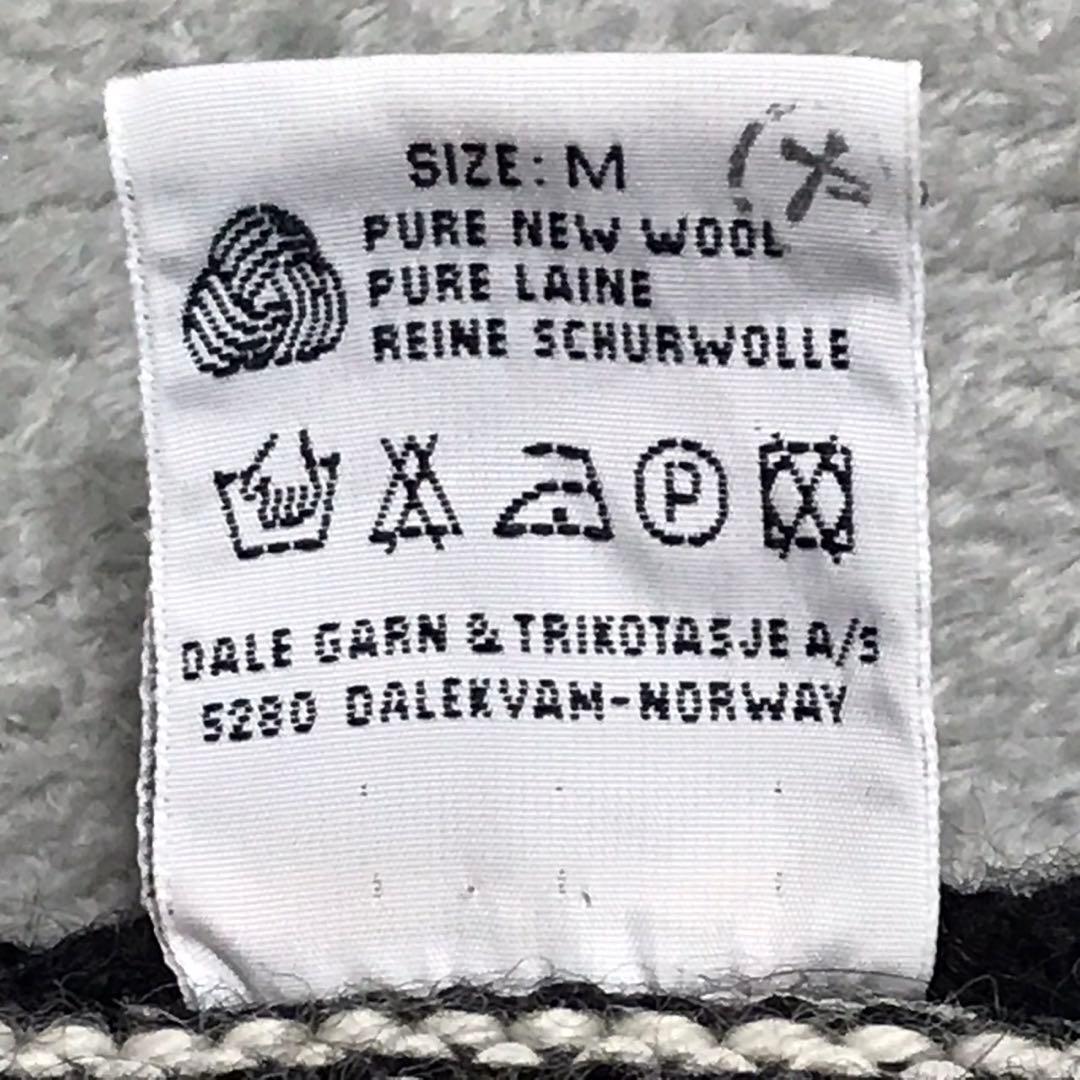 SIZE: M
PURE NEW WOOL
PURE LAINE
REINE SCHURWOLLE
P
DALE GARN & TRIKOTASJE A/S
5280 DALEKVAM-NORWAY